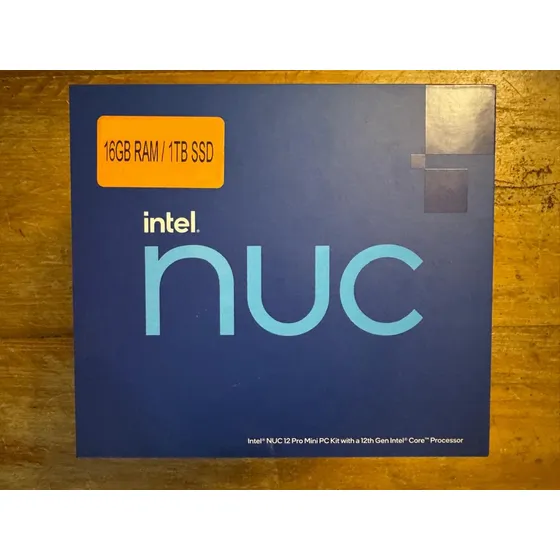 16GB RAM / 1TB SSD
intel®
nuc
Intel® NUC 12 Pro Mini PC Kit with a 12th Gen Intel® Core™ Processor